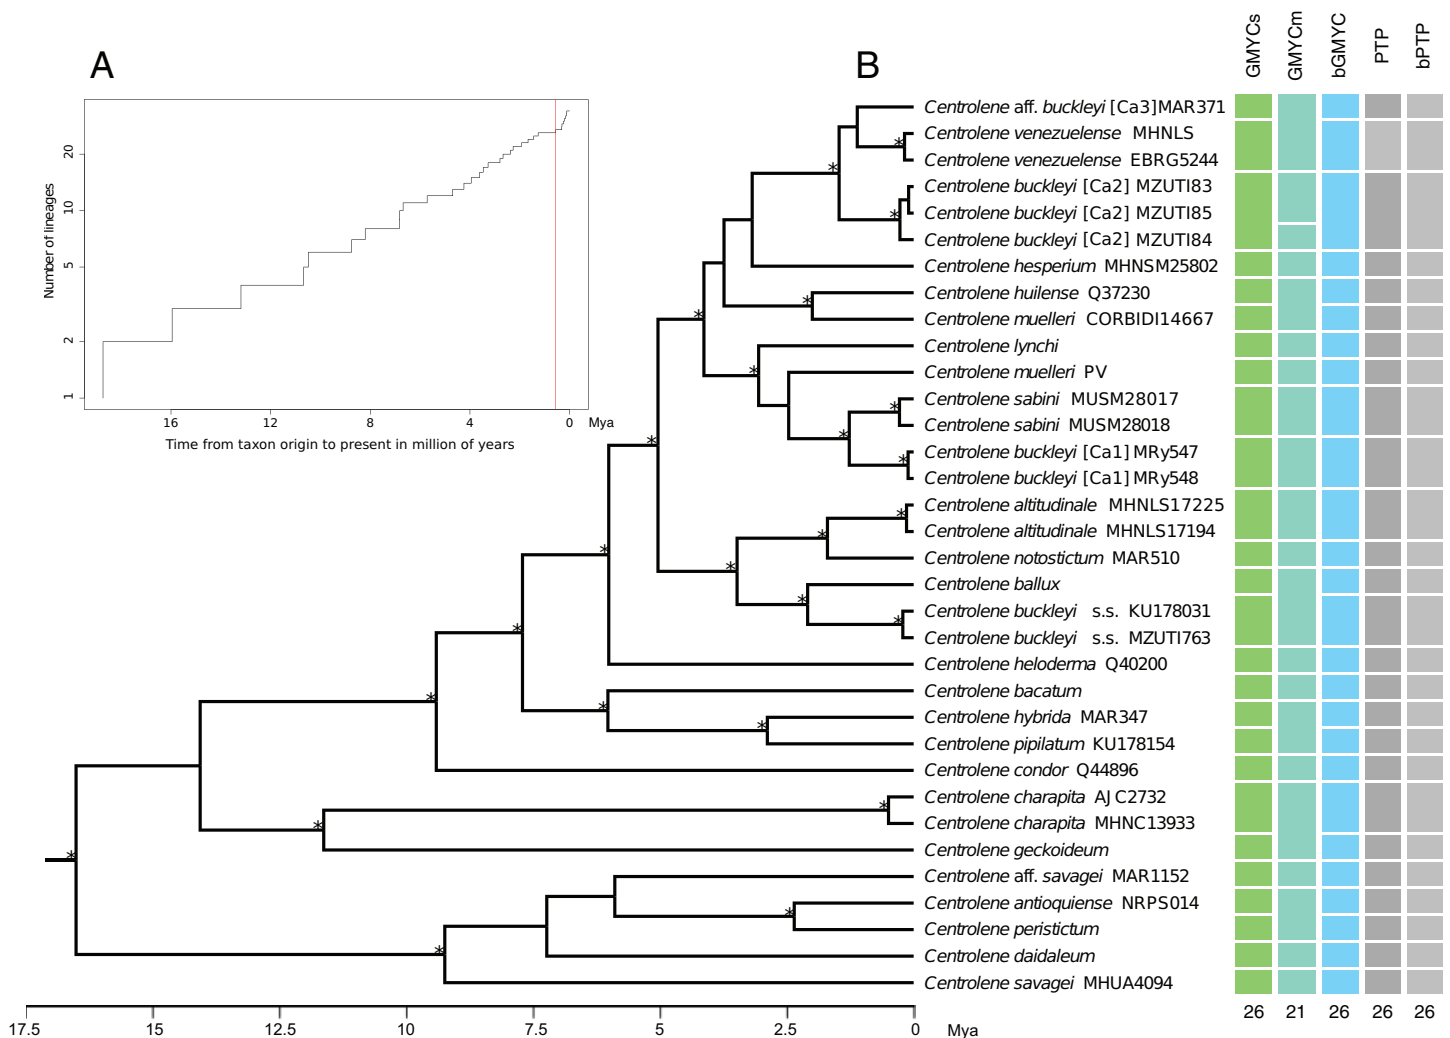 A
B
GMYCs
GMYCm
bGMYC
PTP
bPTP
Number of lineages
20
10
5
2
1
16
12
8
4
0
Mya
Time from taxon origin to present in million of years
Centrolene aff. buckleyi [Ca3] MAR371
Centrolene venezuelense MHNLS
Centrolene venezuelense EBRG5244
Centrolene buckleyi [Ca2] MZUTI83
Centrolene buckleyi [Ca2] MZUTI85
Centrolene buckleyi [Ca2] MZUTI84
Centrolene hesperium MHNSM25802
Centrolene huilense Q37230
Centrolene muelleri CORBIDI14667
Centrolene lynchi
Centrolene muelleri PV
Centrolene sabini MUSM28017
Centrolene sabini MUSM28018
Centrolene buckleyi [Ca1] MRy547
Centrolene buckleyi [Ca1] MRy548
Centrolene altitudinale MHNLS17225
Centrolene altitudinale MHNLS17194
Centrolene notostictum MAR510
Centrolene ballux
Centrolene buckleyi s.s. KU178031
Centrolene buckleyi s.s. MZUTI763
Centrolene heloderma Q40200
Centrolene bacatum
Centrolene hybrida MAR347
Centrolene pipilatum KU178154
Centrolene condor Q44896
Centrolene charapita AJC2732
Centrolene charapita MHNC13933
Centrolene geckoideum
Centrolene aff. savagei MAR1152
Centrolene antioquiense NRPS014
Centrolene peristictum
Centrolene daidaleum
Centrolene savagei MHUA4094
26 21 26 26 26
17.5 15 10 7.5 5 2.5 0 Mya